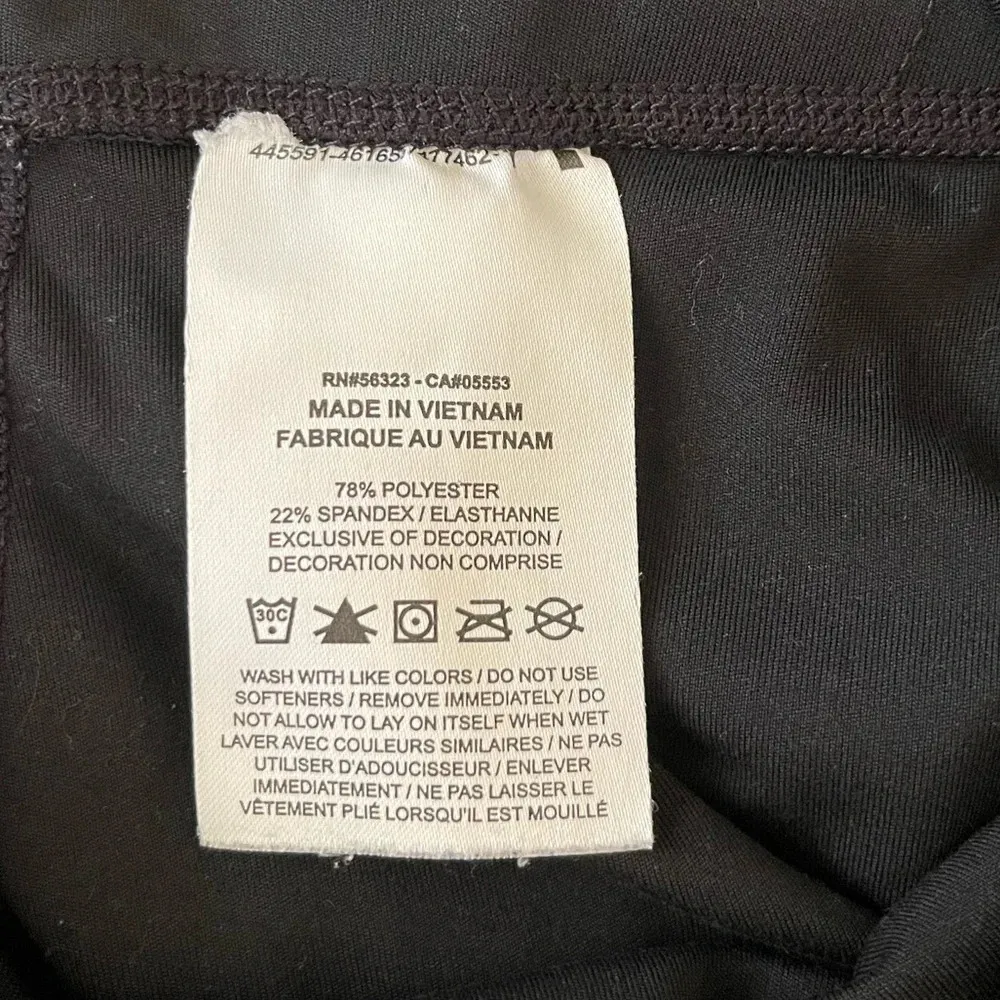 445591-46165
RN#56323 - CA#05553
MADE IN VIETNAM
FABRIQUE AU VIETNAM
78% POLYESTER
22% SPANDEX / ELASTHANNE
EXCLUSIVE OF DECORATION /
DECORATION NON COMPRISE
30C
WASH WITH LIKE COLORS / DO NOT USE
SOFTENERS / REMOVE IMMEDIATELY / DO
NOT ALLOW TO LAY ON ITSELF WHEN WET
LAVER AVEC COULEURS SIMILAIRES / NE PAS
UTILISER D'ADOUCISSEUR / ENLEVER
IMMEDIATEMENT / NE PAS LAISSER LE
VÊTEMENT PLIÉ LORSQU'IL EST MOUILLÉ